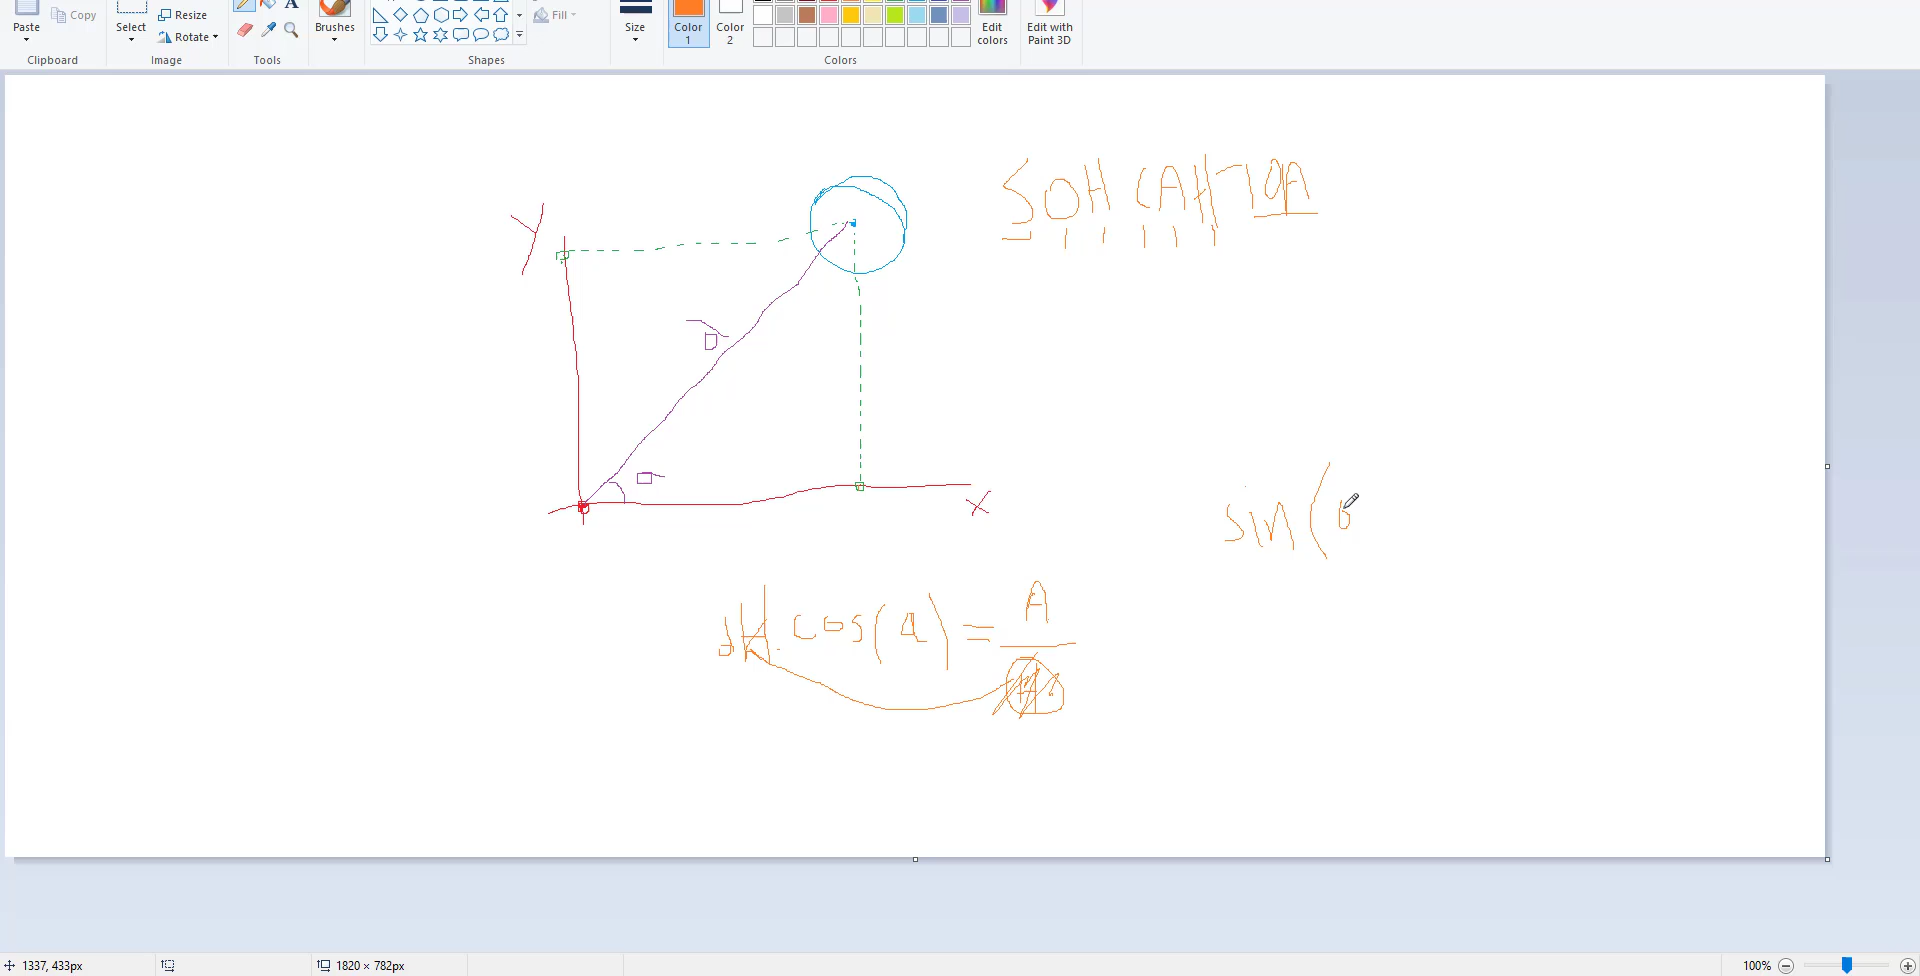 Paste
Copy
Clipboard
Select
Resize
Rotate
Image
Tools
Brushes
Shapes
Fill
Size
Color 1
Color 2
Colors
Edit colors
Edit with Paint 3D
SOH CAH TOA
Y
D
X
sin(
H. cos(a) = A
1337, 433px
1820 × 782px
100%